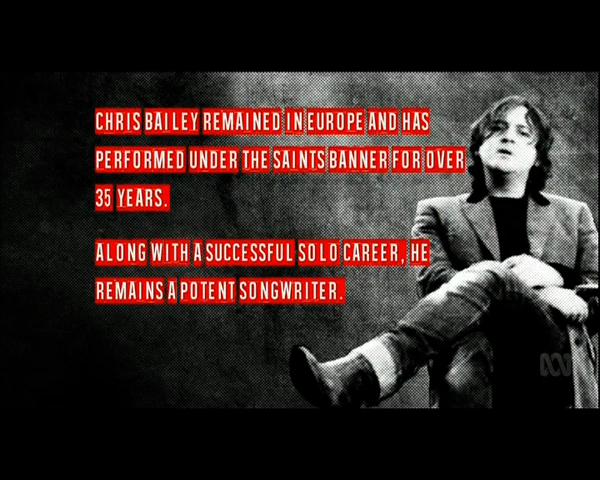 CHRIS BAILEY REMAINED IN EUROPE AND HAS
PERFORMED UNDER THE SAINTS BANNER FOR OVER
35 YEARS.
ALONG WITH A SUCCESSFUL SOLO CAREER, HE
REMAINS A POTENT SONGWRITER.